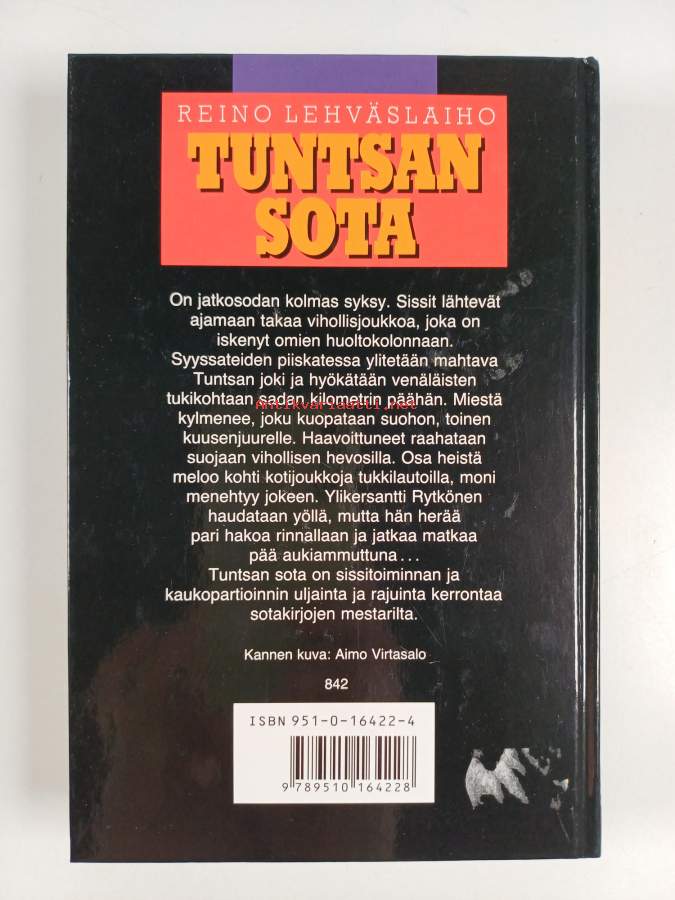 REINO LEHVÄSLAIHO
TUNTSAN
SOTA
On jatkosodan kolmas syksy. Sissit lähtevät
ajamaan takaa vihollisjoukkoa, joka on
iskenyt omien huoltokolonnaan.
Syyssateiden piiskatessa ylitetään mahtava
Tuntsan joki ja hyökätään venäläisten
tukikohtaan sadan kilometrin päähän. Miestä
Antikvariaatti.net
kylmenee, joku kuopataan suohon, toinen
kuusenjuurelle. Haavoittuneet raahataan
suojaan vihollisen hevosilla. Osa heistä
meloo kohti kotijoukkoja tukkilautoilla, moni
menehtyy jokeen. Ylikersantti Rytkönen
haudataan yöllä, mutta hän herää
pari hakoa rinnallaan ja jatkaa matkaa
pää aukiammuttuna...
Tuntsan sota on sissitoiminnan ja
kaukopartioinnin uljainta ja rajuinta kerrontaa
sotakirjojen mestarilta.
Kannen kuva: Aimo Virtasalo
842
ISBN 951-0-16422-4
9 789510 164228